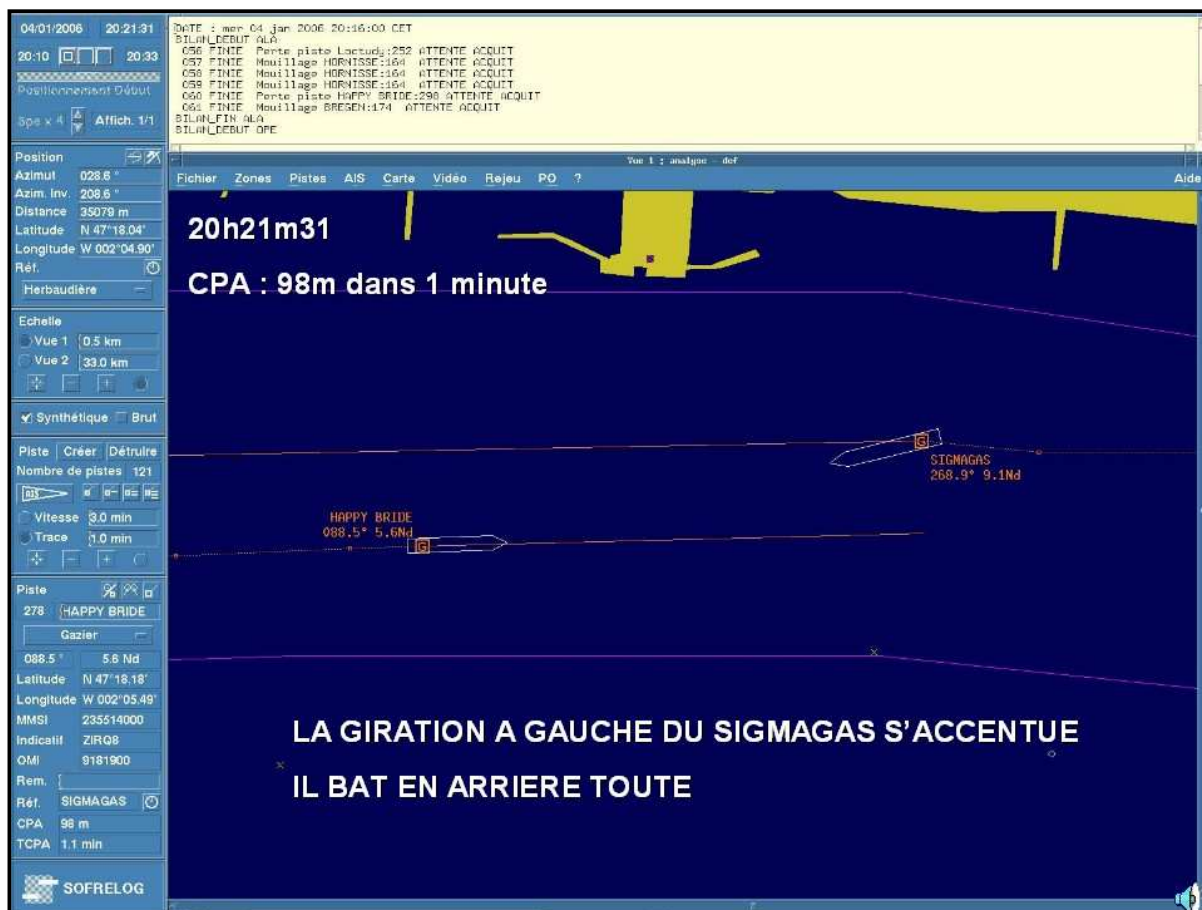 04/01/2006 20:21:31
20:10 20:33
Positionnement Début
Spe x 4 Affich. 1/1
DATE : mer 04 jan 2006 20:16:00 CET
BILAN_DEBUT ALA
056 FINIE Perte piste Loctudy:252 ATTENTE ACQUIT
057 FINIE Mouillage HORNISSE:164 ATTENTE ACQUIT
058 FINIE Mouillage HORNISSE:164 ATTENTE ACQUIT
059 FINIE Mouillage HORNISSE:164 ATTENTE ACQUIT
060 FINIE Perte piste HAPPY BRIDE:298 ATTENTE ACQUIT
061 FINIE Mouillage BREGEN:174 ATTENTE ACQUIT
BILAN_FIN ALA
BILAN_DEBUT OPE
Vue 1 : analyse - def
Fichier Zones Pistes AIS Carte Vidéo Rejeu PO ? Aide
Position
Azimut 028.6 °
Azim. Inv. 208.6 °
Distance 35079 m
Latitude N 47°18.04'
Longitude W 002°04.90'
Réf.
Herbaudière
Echelle
Vue 1 0.5 km
Vue 2 33.0 km
Synthétique Brut
Piste Créer Détruire
Nombre de pistes 121
Vitesse 3.0 min
Trace 1.0 min
Piste
278 HAPPY BRIDE
Gazier
088.5 ° 5.6 Nd
Latitude N 47°18.18'
Longitude W 002°05.49'
MMSI 235514000
Indicatif ZIRQ8
OMI 9181900
Rem.
Réf. SIGMAGAS
CPA 98 m
TCPA 1.1 min
SOFRELOG
20h21m31
CPA : 98m dans 1 minute
G
SIGMAGAS
268.9° 9.1Nd
HAPPY BRIDE
088.5° 5.6Nd
G
LA GIRATION A GAUCHE DU SIGMAGAS S'ACCENTUE
IL BAT EN ARRIERE TOUTE